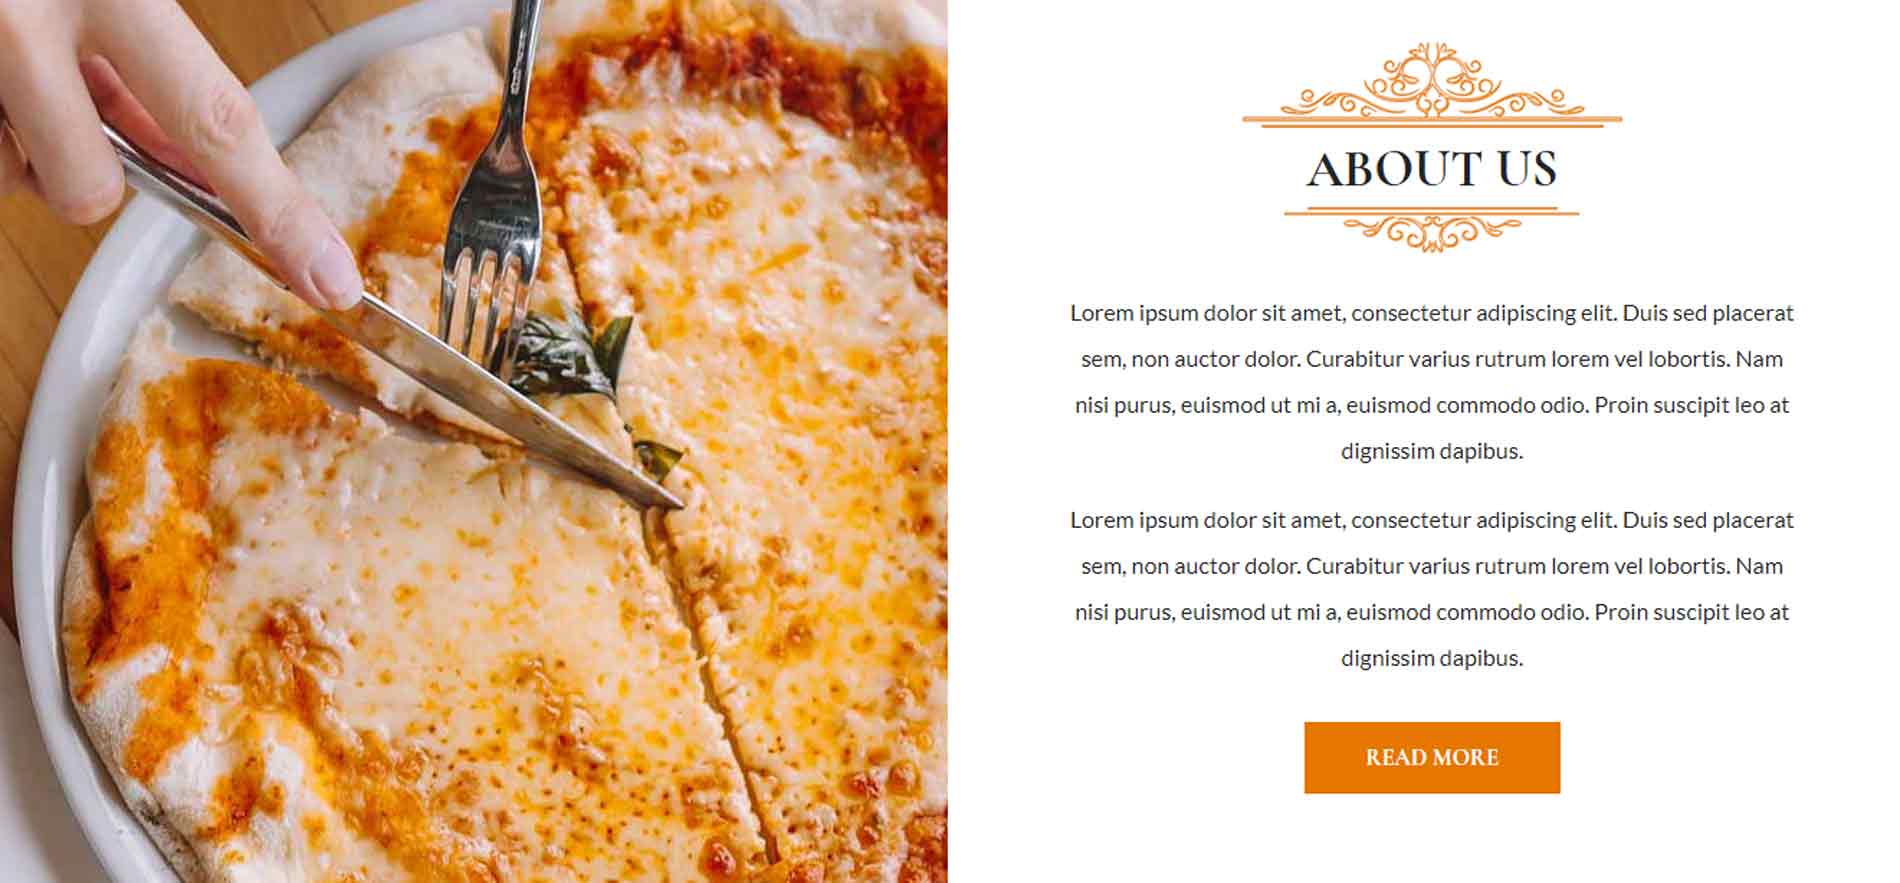 ABOUT US
Lorem ipsum dolor sit amet, consectetur adipiscing elit. Duis sed placerat
sem, non auctor dolor. Curabitur varius rutrum lorem vel lobortis. Nam
nisi purus, euismod ut mi a, euismod commodo odio. Proin suscipit leo at
dignissim dapibus.
Lorem ipsum dolor sit amet, consectetur adipiscing elit. Duis sed placerat
sem, non auctor dolor. Curabitur varius rutrum lorem vel lobortis. Nam
nisi purus, euismod ut mi a, euismod commodo odio. Proin suscipit leo at
dignissim dapibus.
READ MORE